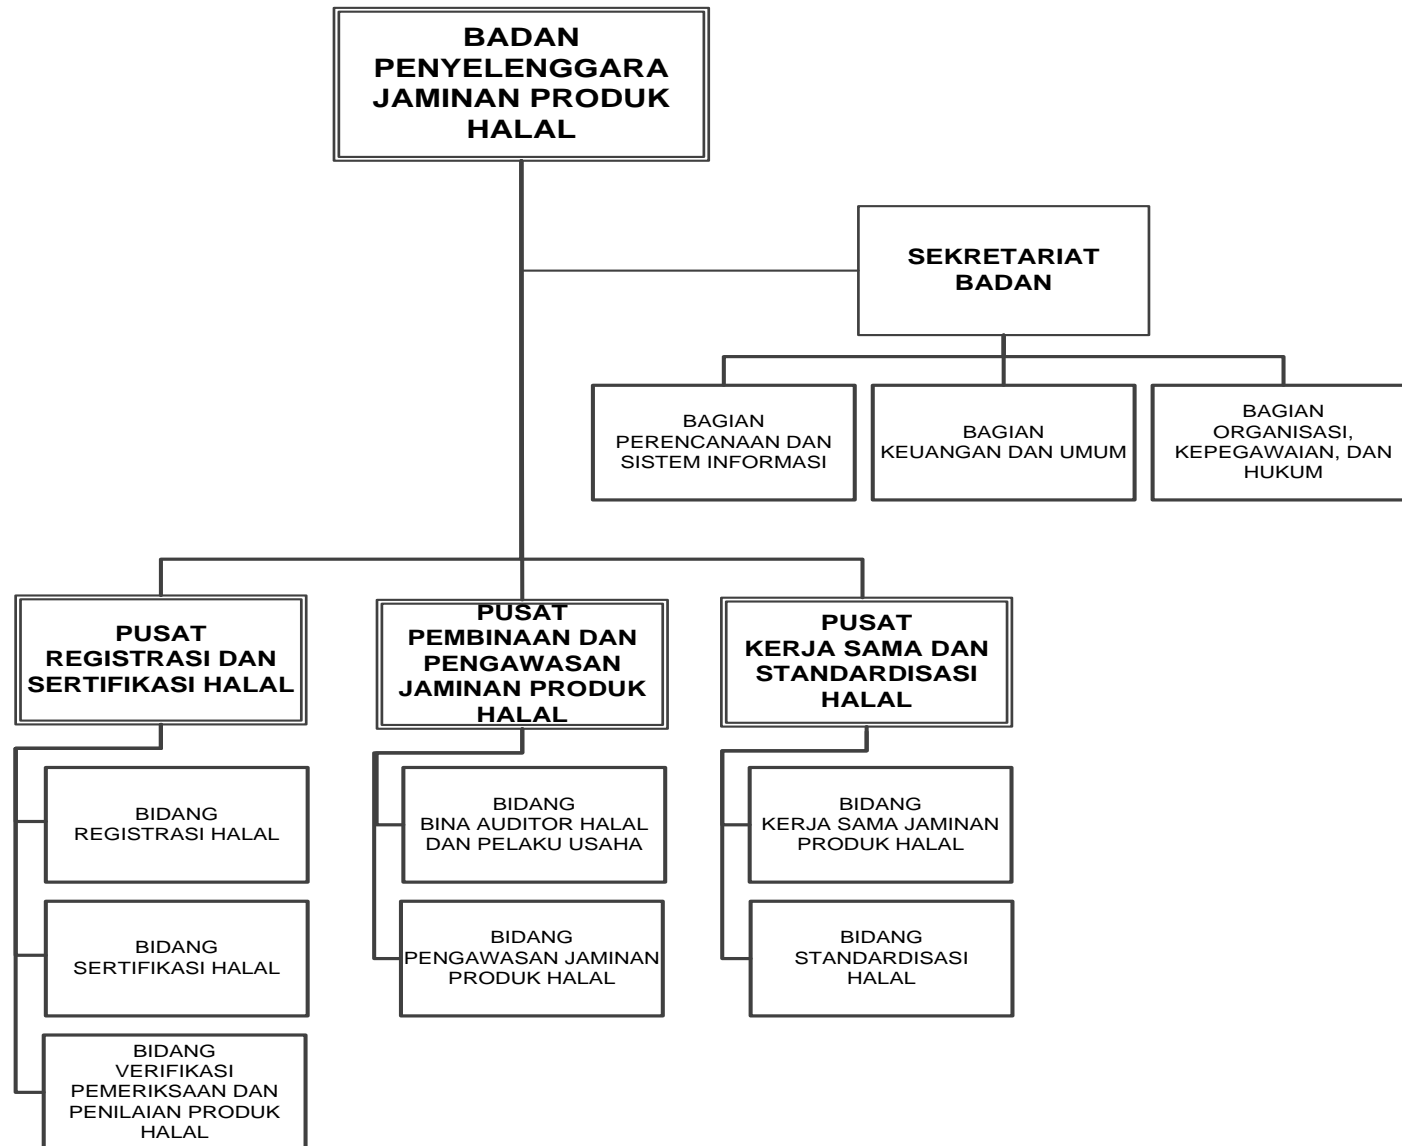 BADAN
PENYELENGGARA
JAMINAN PRODUK
HALAL
SEKRETARIAT
BADAN
BAGIAN
PERENCANAAN DAN
SISTEM INFORMASI
BAGIAN
KEUANGAN DAN UMUM
BAGIAN
ORGANISASI,
KEPEGAWAIAN, DAN
HUKUM
PUSAT
REGISTRASI DAN
SERTIFIKASI HALAL
PUSAT
PEMBINAAN DAN
PENGAWASAN
JAMINAN PRODUK
HALAL
PUSAT
KERJA SAMA DAN
STANDARDISASI
HALAL
BIDANG
REGISTRASI HALAL
BIDANG
BINA AUDITOR HALAL
DAN PELAKU USAHA
BIDANG
KERJA SAMA JAMINAN
PRODUK HALAL
BIDANG
SERTIFIKASI HALAL
BIDANG
PENGAWASAN JAMINAN
PRODUK HALAL
BIDANG
STANDARDISASI
HALAL
BIDANG
VERIFIKASI
PEMERIKSAAN DAN
PENILAIAN PRODUK
HALAL